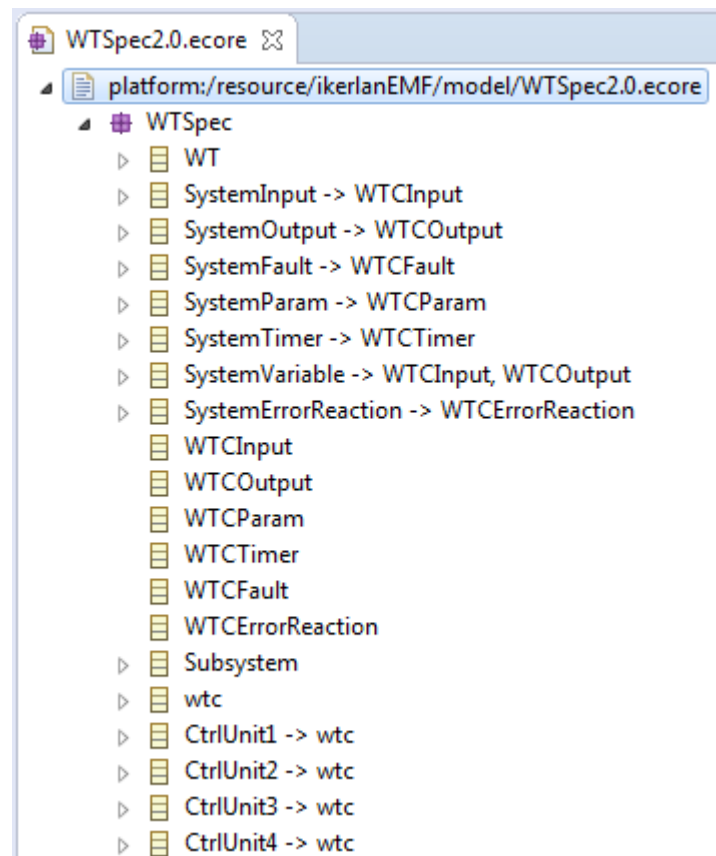 WTSpec2.0.ecore
platform:/resource/ikerlanEMF/model/WTSpec2.0.ecore
WTSpec
WT
SystemInput -> WTCInput
SystemOutput -> WTCOutput
SystemFault -> WTCFault
SystemParam -> WTCParam
SystemTimer -> WTCTimer
SystemVariable -> WTCInput, WTCOutput
SystemErrorReaction -> WTCErrorReaction
WTCInput
WTCOutput
WTCParam
WTCTimer
WTCFault
WTCErrorReaction
Subsystem
wtc
CtrlUnit1 -> wtc
CtrlUnit2 -> wtc
CtrlUnit3 -> wtc
CtrlUnit4 -> wtc